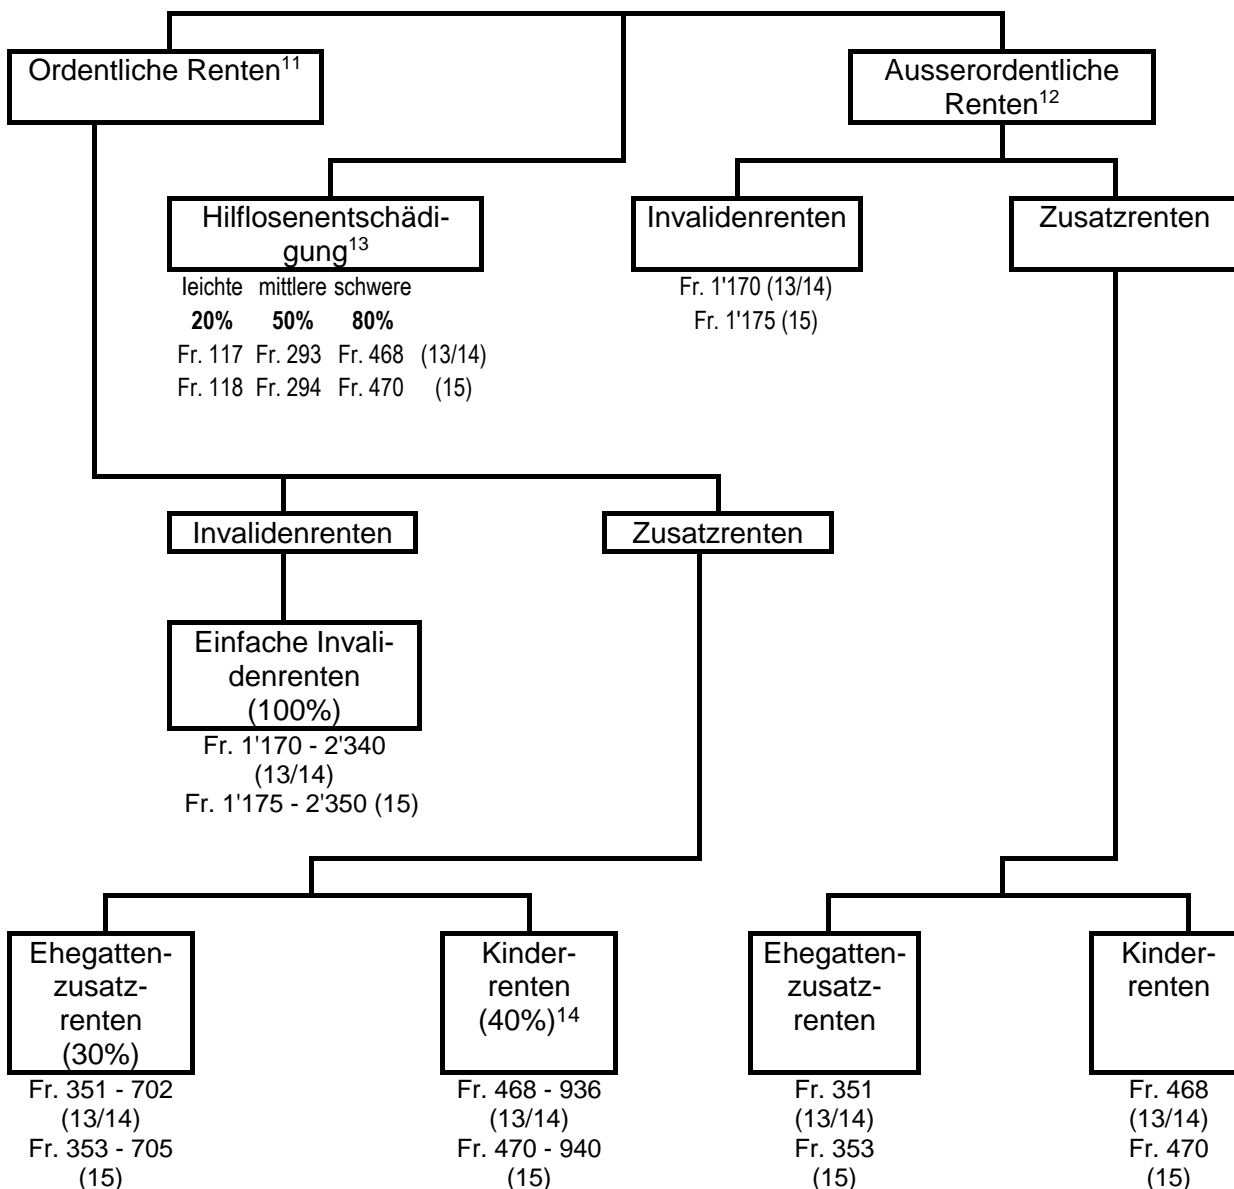 Ordentliche Renten11
Ausserordentliche
Renten12
Hilflosenentschädi-
gung13
leichte mittlere schwere
20% 50% 80%
Fr. 117 Fr. 293 Fr. 468 (13/14)
Fr. 118 Fr. 294 Fr. 470 (15)
Invalidenrenten
Fr. 1'170 (13/14)
Fr. 1'175 (15)
Zusatzrenten
Invalidenrenten
Zusatzrenten
Einfache Invali-
denrenten
(100%)
Fr. 1'170 - 2'340
(13/14)
Fr. 1'175 - 2'350 (15)
Ehegatten-
zusatz-
renten
(30%)
Fr. 351 - 702
(13/14)
Fr. 353 - 705
(15)
Kinder-
renten
(40%)14
Fr. 468 - 936
(13/14)
Fr. 470 - 940
(15)
Ehegatten-
zusatz-
renten
Fr. 351
(13/14)
Fr. 353
(15)
Kinder-
renten
Fr. 468
(13/14)
Fr. 470
(15)